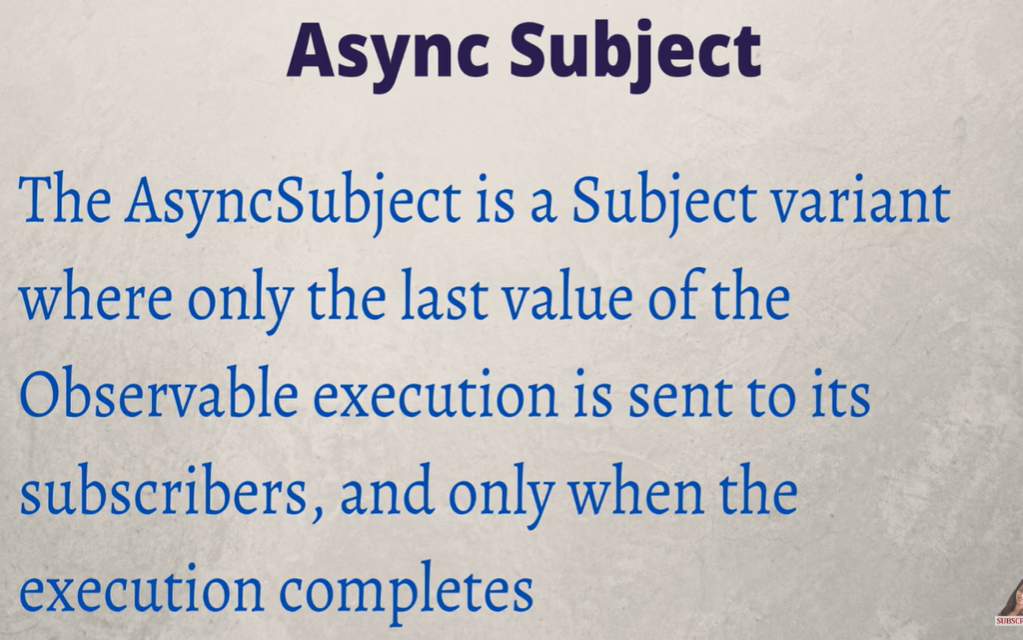 Async Subject
The AsyncSubject is a Subject variant
where only the last value of the
Observable execution is sent to its
subscribers, and only when the
execution completes